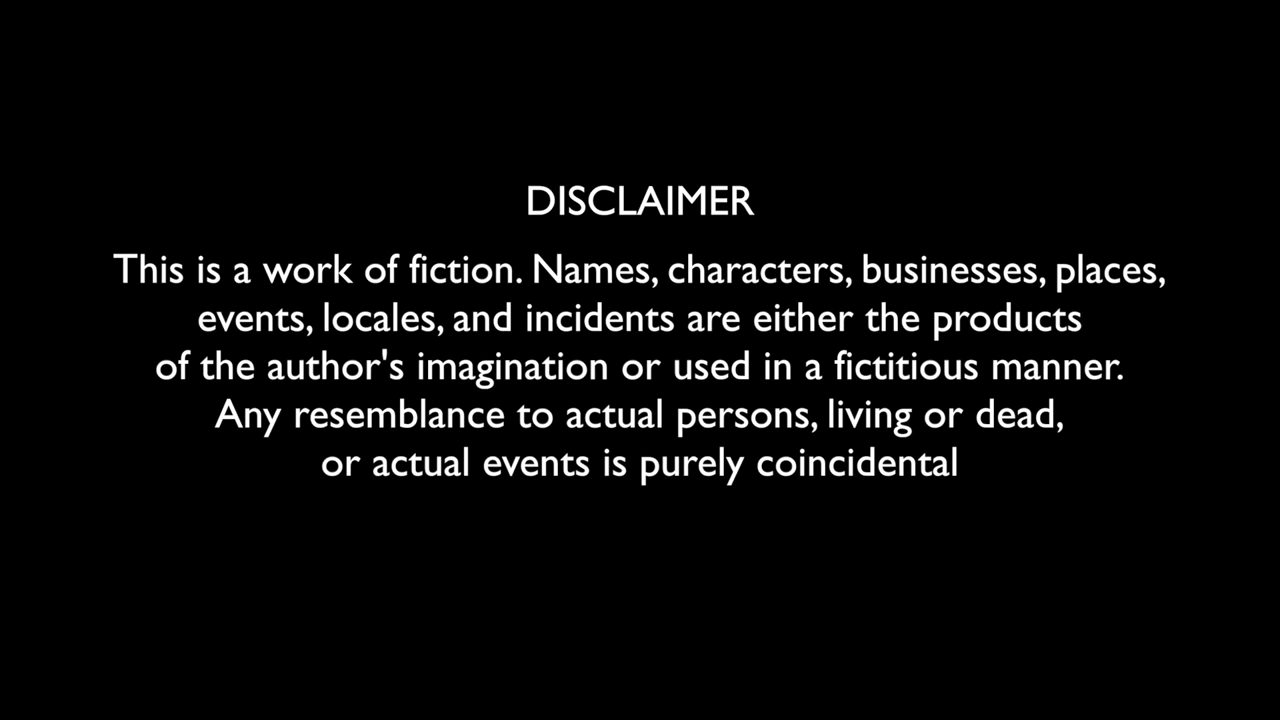 DISCLAIMER
This is a work of fiction. Names, characters, businesses, places,
events, locales, and incidents are either the products
of the author's imagination or used in a fictitious manner.
Any resemblance to actual persons, living or dead,
or actual events is purely coincidental